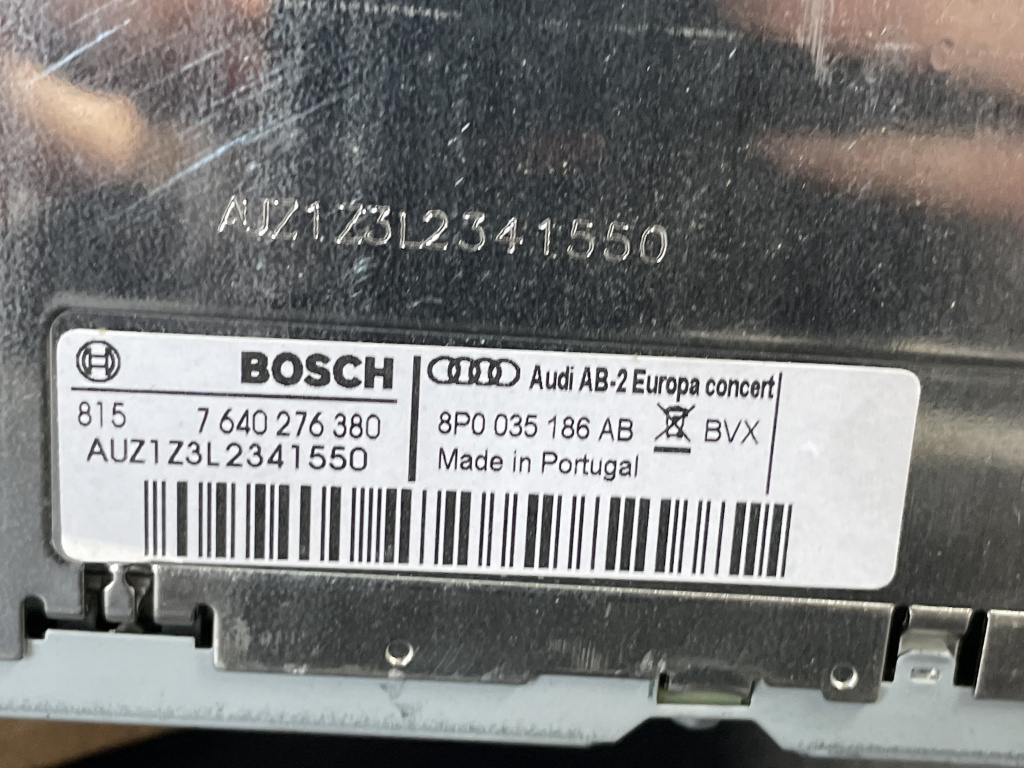 AUZ1Z3L2341550
BOSCH
815 7 640 276 380
AUZ1Z3L2341550
Audi AB-2 Europa concert
8P0 035 186 AB BVX
Made in Portugal